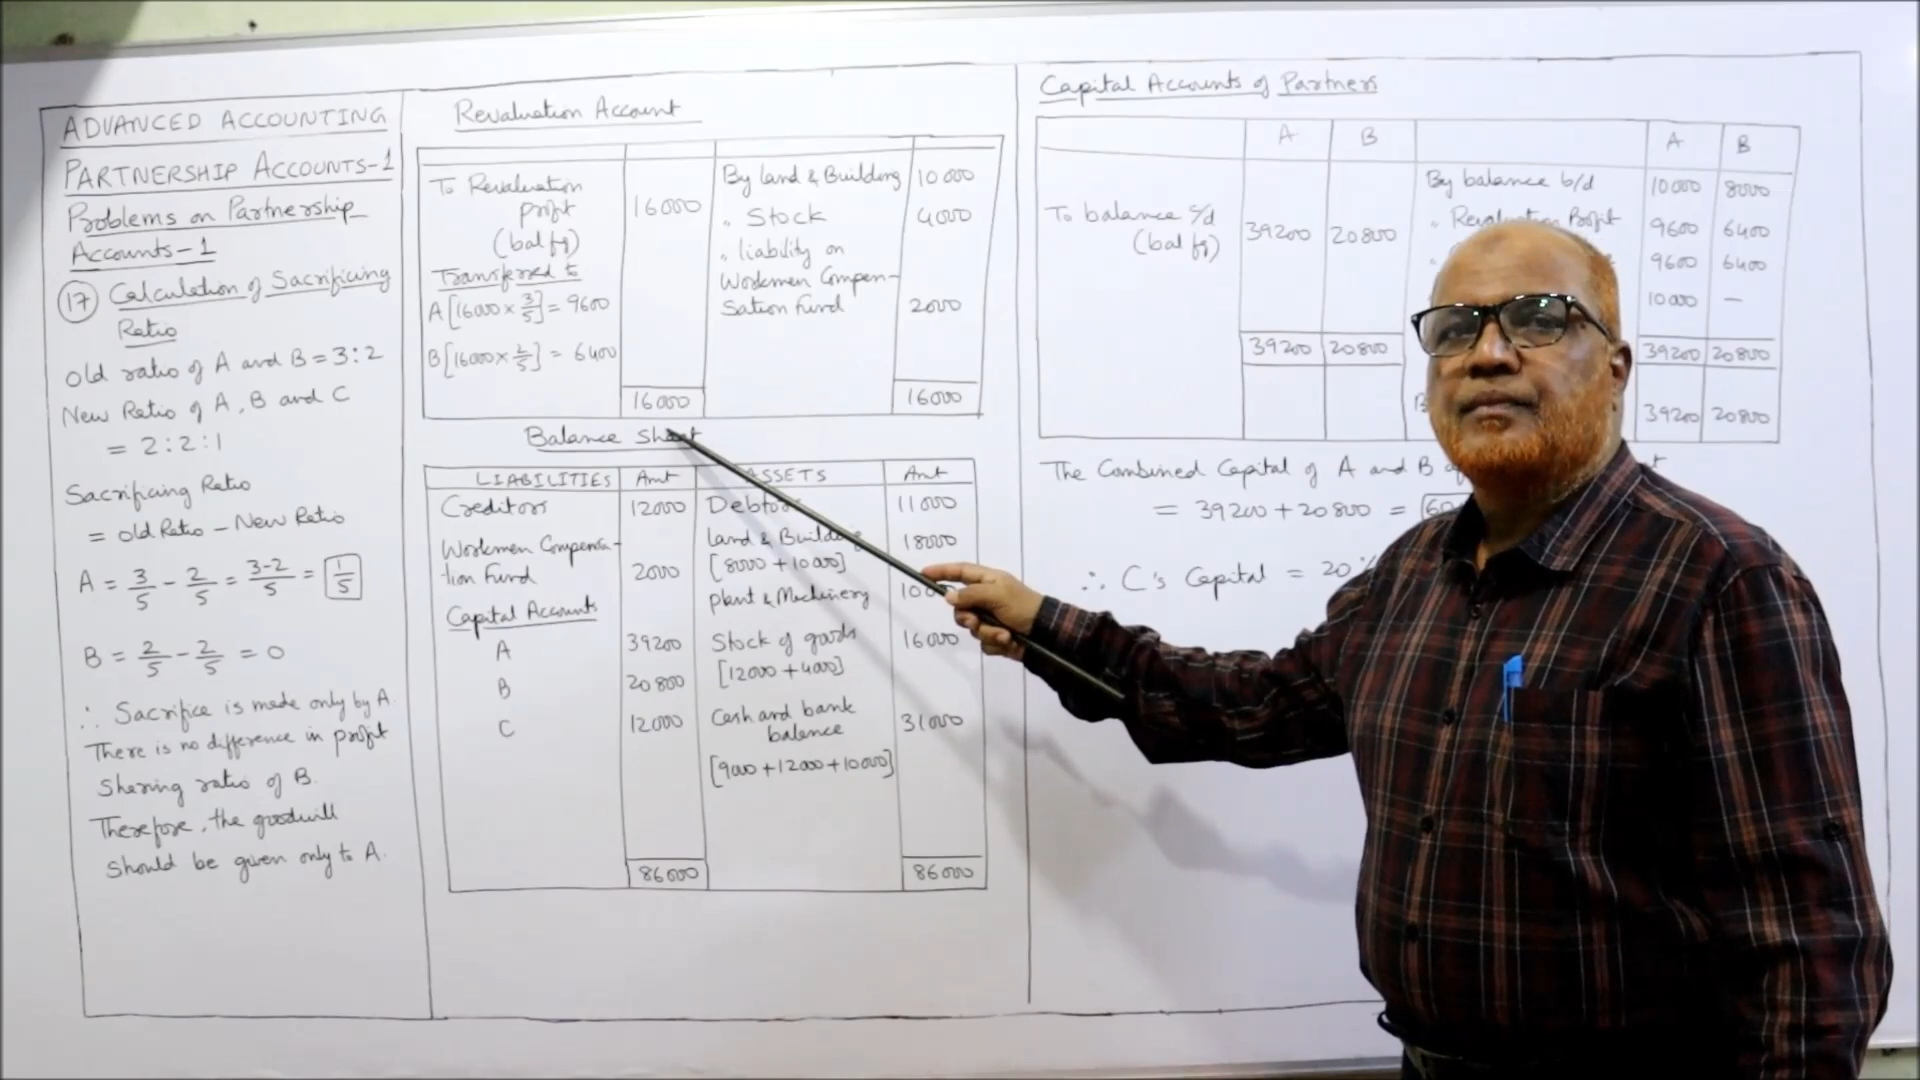 ADVANCED ACCOUNTING
PARTNERSHIP ACCOUNTS-1
Problems on Partnership
Accounts-1
17 Calculation of Sacrificing
Ratio
Old ratio of A and B = 3:2
New Ratio of A, B and C
= 2:2:1
Sacrificing Ratio
= Old Ratio - New Ratio
A = 3/5 - 2/5 = 3-2/5 = 1/5
B = 2/5 - 2/5 = 0
∴ Sacrifice is made only by A.
There is no difference in profit
sharing ratio of B.
Therefore, the goodwill
should be given only to A.
Revaluation Account
To Revaluation profit (bal fg) 16000
Transferred to
A [16000 × 3/5] = 9600
B [16000 × 2/5] = 6400
16000
By land & Building 10000
" Stock 4000
" liability on
Workmen Compen-
sation Fund 2000
16000
Balance Sheet
LIABILITIES Amt ASSETS Amt
Creditors 12000
Workmen Compensa-
tion Fund 2000
Capital Accounts
A 39200
B 20800
C 12000
86000
Debtors 11000
land & Building 18000
[8000 + 10000]
plant & Machinery
Stock of goods 16000
[12000 + 4000]
Cash and bank
balance 31000
[9000 + 12000 + 10000]
86000
Capital Accounts of Partners
A B A B
To balance c/d 39200 20800
(bal fg)
39200 20800
By balance b/d 10000 8000
" Revaluation Profit 9600 6400
9600 6400
10000 —
39200 20800
39200 20800
The Combined Capital of A and B
= 39200 + 20800 =
∴ C's Capital = 20%